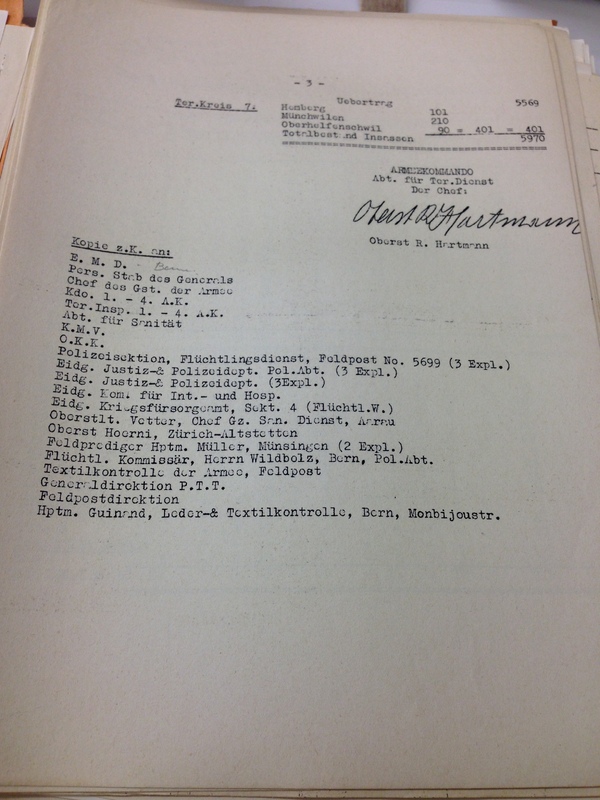 - 3 -
Uebertrag 5569
Ter.Kreis 7. Hemberg 101
Münchwilen 210
Oberhelfenschwil 90 = 401 = 401
Totalbestand Insassen 5970
ARMEEKOMMANDO
Abt. für Ter.Dienst
Der Chef:
Oberst R. Hartmann
Oberst R. Hartmann
Kopie z.K. an:
E. M. D. Bern
Pers. Stab des Generals
Chef des Gst. der Armee
Kdo. 1. - 4. A.K.
Ter.Insp. 1. - 4. A.K.
Abt. für Sanität
K.M.V.
O.K.K.
Polizeisektion, Flüchtlingsdienst, Feldpost No. 5699 (3 Expl.)
Eidg. Justiz-& Polizeidept. Pol.Abt. (3 Expl.)
Eidg. Justiz-& Polizeidept. (3Expl.)
Eidg. Kom. für Int.- und Hosp.
Eidg. Kriegsfürsorgeamt, Sekt. 4 (Flüchtl.W.)
Oberstlt. Vetter, Chef Gz. San. Dienst, Aarau
Oberst Hoerni, Zürich-Altstetten
Feldprediger Hptm. Müller, Münsingen (2 Expl.)
Flüchtl. Kommissär, Herrn Wildbolz, Bern, Pol.Abt.
Textilkontrolle der Armee, Feldpost
Generaldirektion P.T.T.
Feldpostdirektion
Hptm. Guinand, Leder-& Textilkontrolle, Bern, Monbijoustr.